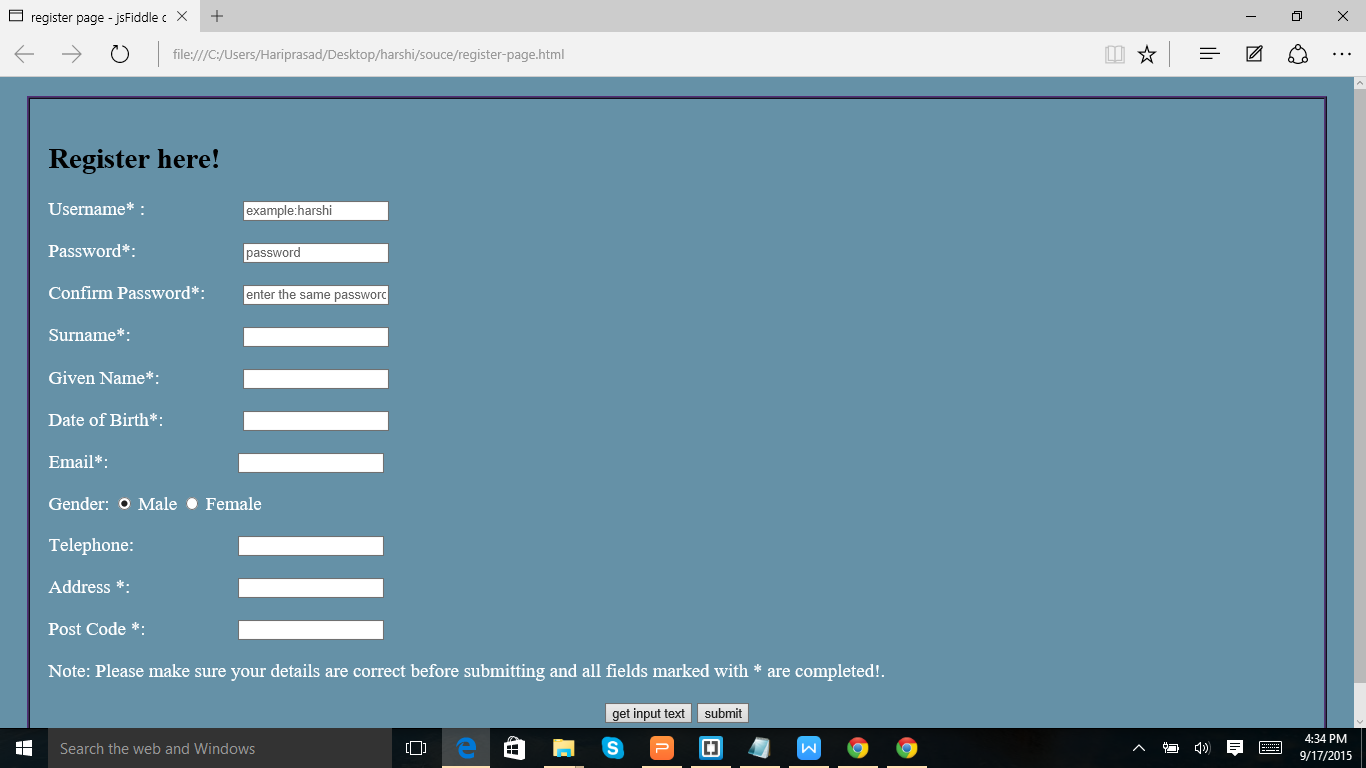 register page - jsFiddle d
file:///C:/Users/Hariprasad/Desktop/harshi/souce/register-page.html
Register here!
Username* : example:harshi
Password*: password
Confirm Password*: enter the same password
Surname*:
Given Name*:
Date of Birth*:
Email*:
Gender: Male Female
Telephone:
Address *:
Post Code *:
Note: Please make sure your details are correct before submitting and all fields marked with * are completed!.
get input text submit
Search the web and Windows
4:34 PM
9/17/2015